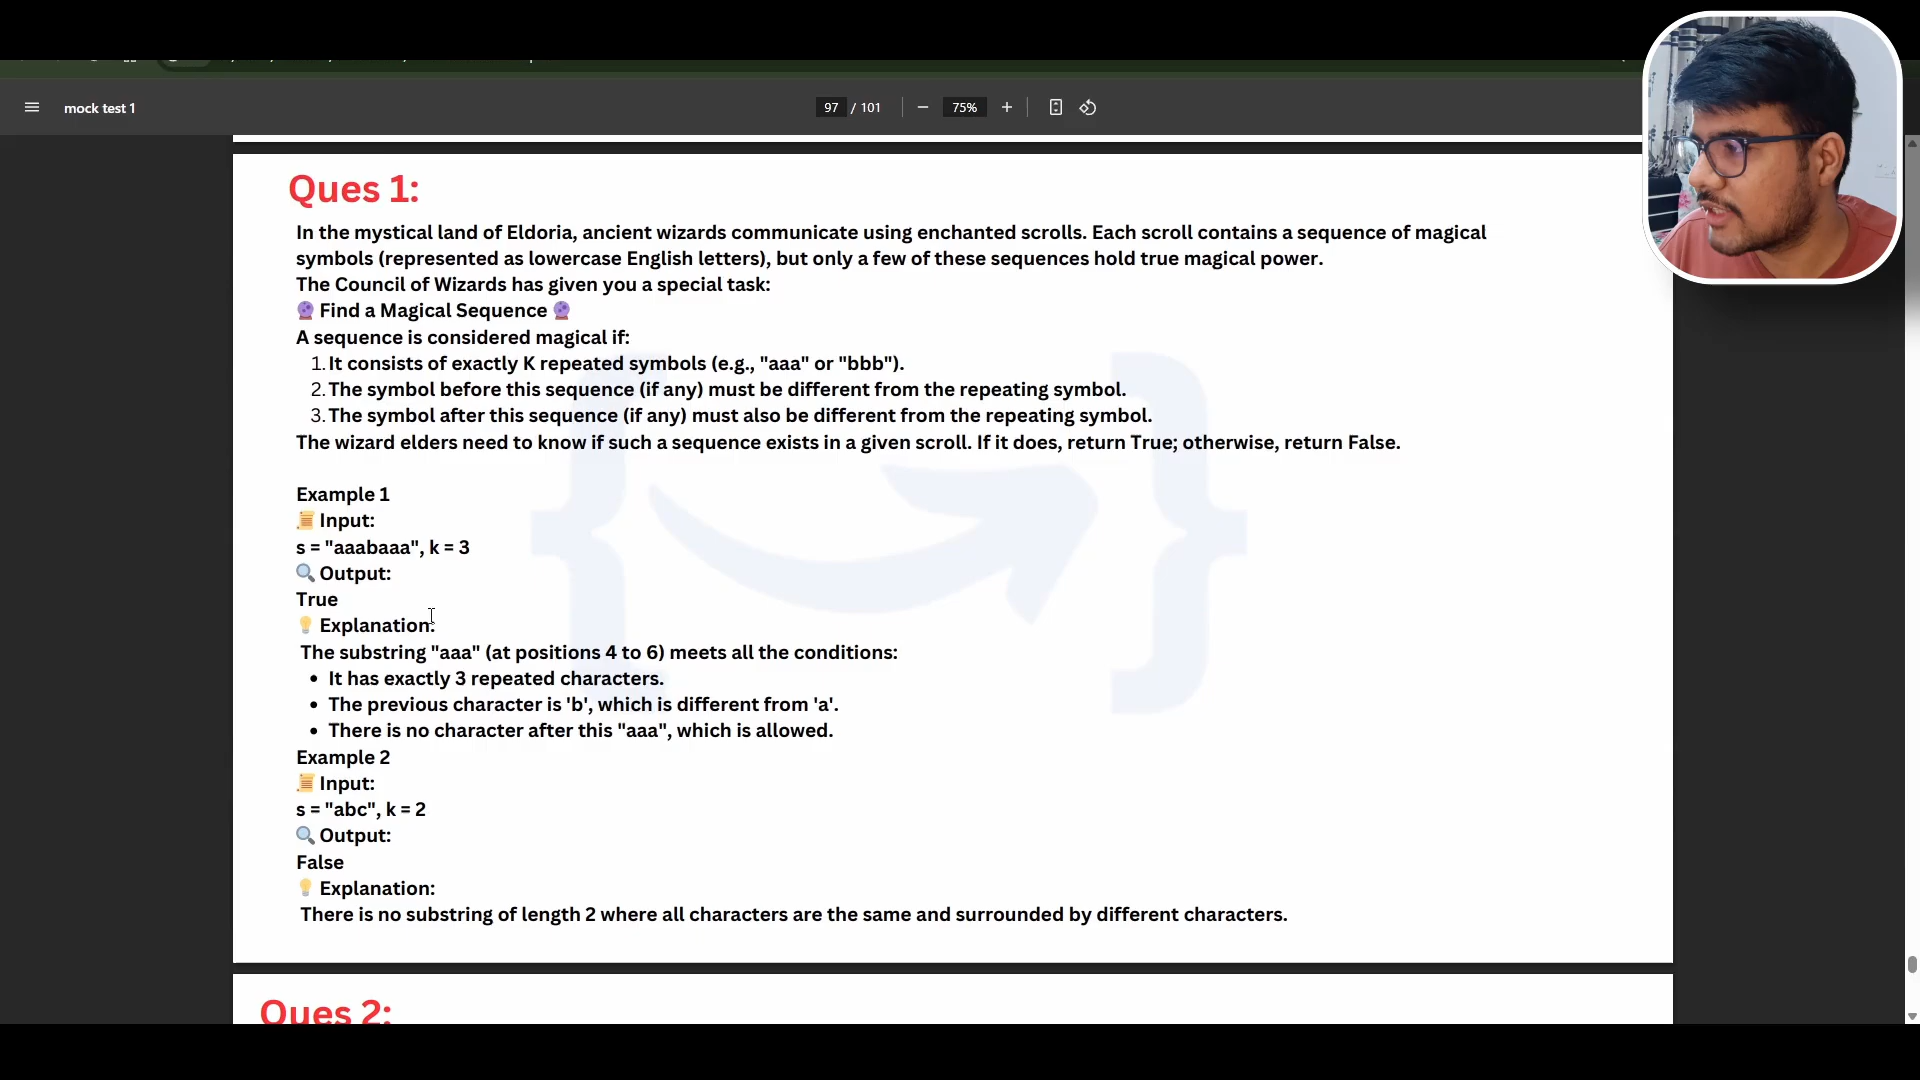 mock test 1
97 / 101
75%
Ques 1:
In the mystical land of Eldoria, ancient wizards communicate using enchanted scrolls. Each scroll contains a sequence of magical
symbols (represented as lowercase English letters), but only a few of these sequences hold true magical power.
The Council of Wizards has given you a special task:
🔮 Find a Magical Sequence 🔮
A sequence is considered magical if:
1. It consists of exactly K repeated symbols (e.g., "aaa" or "bbb").
2. The symbol before this sequence (if any) must be different from the repeating symbol.
3. The symbol after this sequence (if any) must also be different from the repeating symbol.
The wizard elders need to know if such a sequence exists in a given scroll. If it does, return True; otherwise, return False.
Example 1
📜 Input:
s = "aaabaaa", k = 3
🔍 Output:
True
💡 Explanation:
The substring "aaa" (at positions 4 to 6) meets all the conditions:
• It has exactly 3 repeated characters.
• The previous character is 'b', which is different from 'a'.
• There is no character after this "aaa", which is allowed.
Example 2
📜 Input:
s = "abc", k = 2
🔍 Output:
False
💡 Explanation:
There is no substring of length 2 where all characters are the same and surrounded by different characters.
Ques 2: